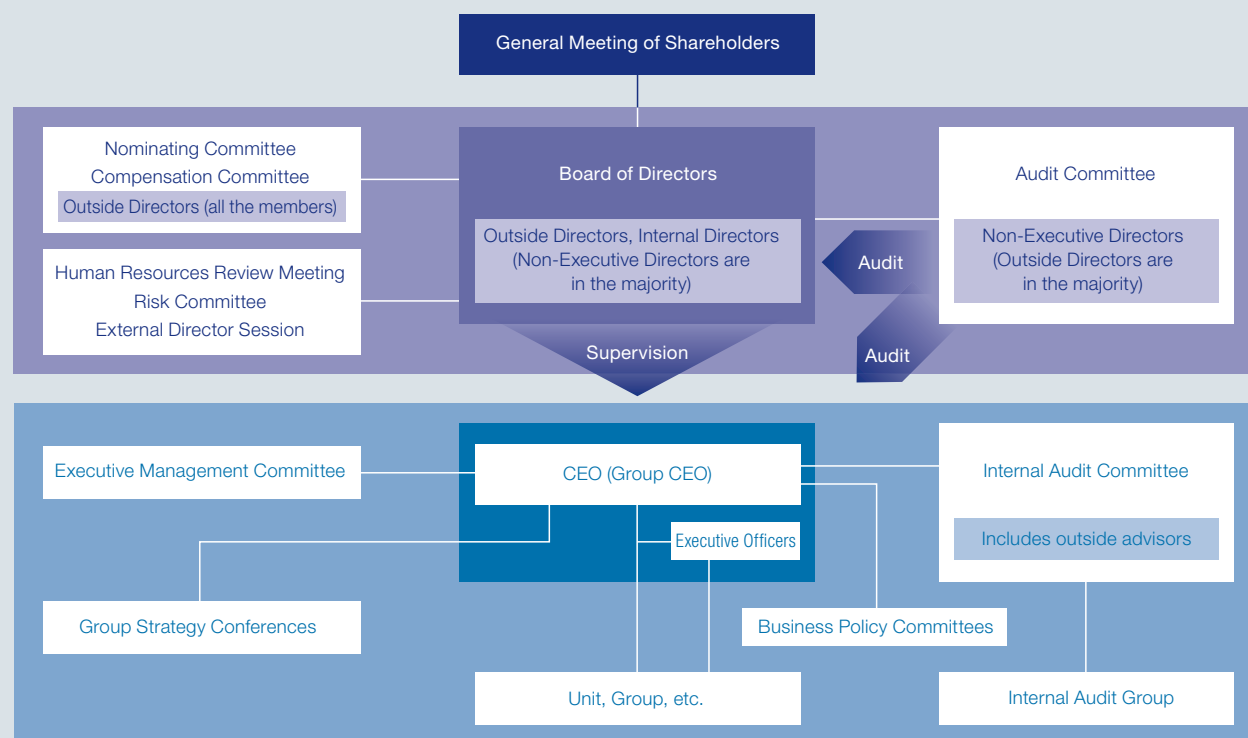 General Meeting of Shareholders
Nominating Committee
Compensation Committee
Outside Directors (all the members)
Human Resources Review Meeting
Risk Committee
External Director Session
Board of Directors
Outside Directors, Internal Directors
(Non-Executive Directors are
in the majority)
Audit Committee
Non-Executive Directors
(Outside Directors are
in the majority)
Audit
Audit
Supervision
Executive Management Committee
CEO (Group CEO)
Executive Officers
Internal Audit Committee
Includes outside advisors
Group Strategy Conferences
Business Policy Committees
Unit, Group, etc.
Internal Audit Group